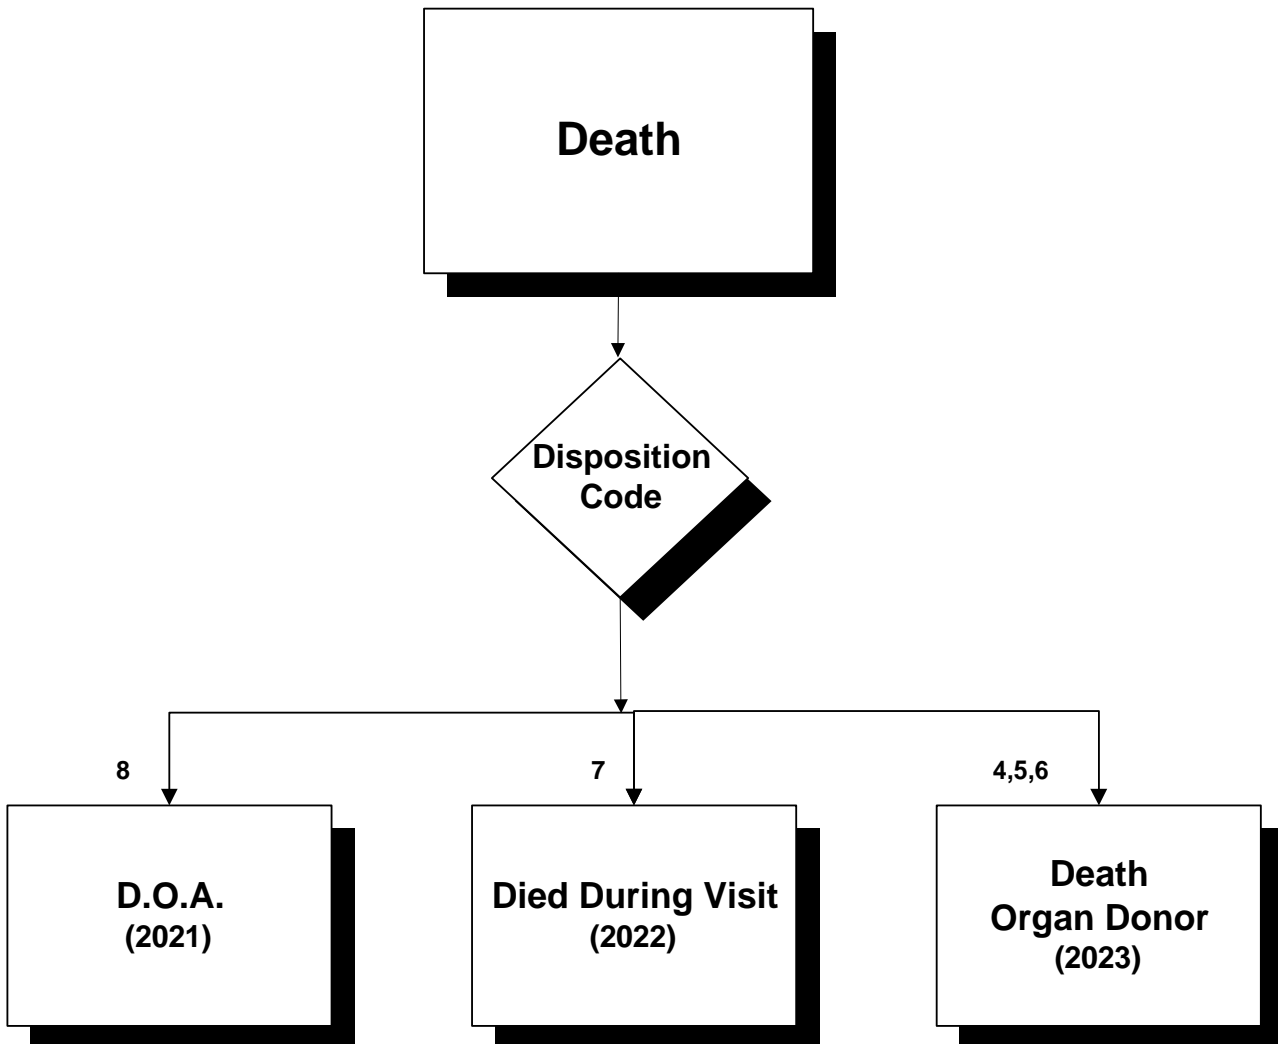 Death
Disposition
Code
8
7
4,5,6
D.O.A.
(2021)
Died During Visit
(2022)
Death
Organ Donor
(2023)